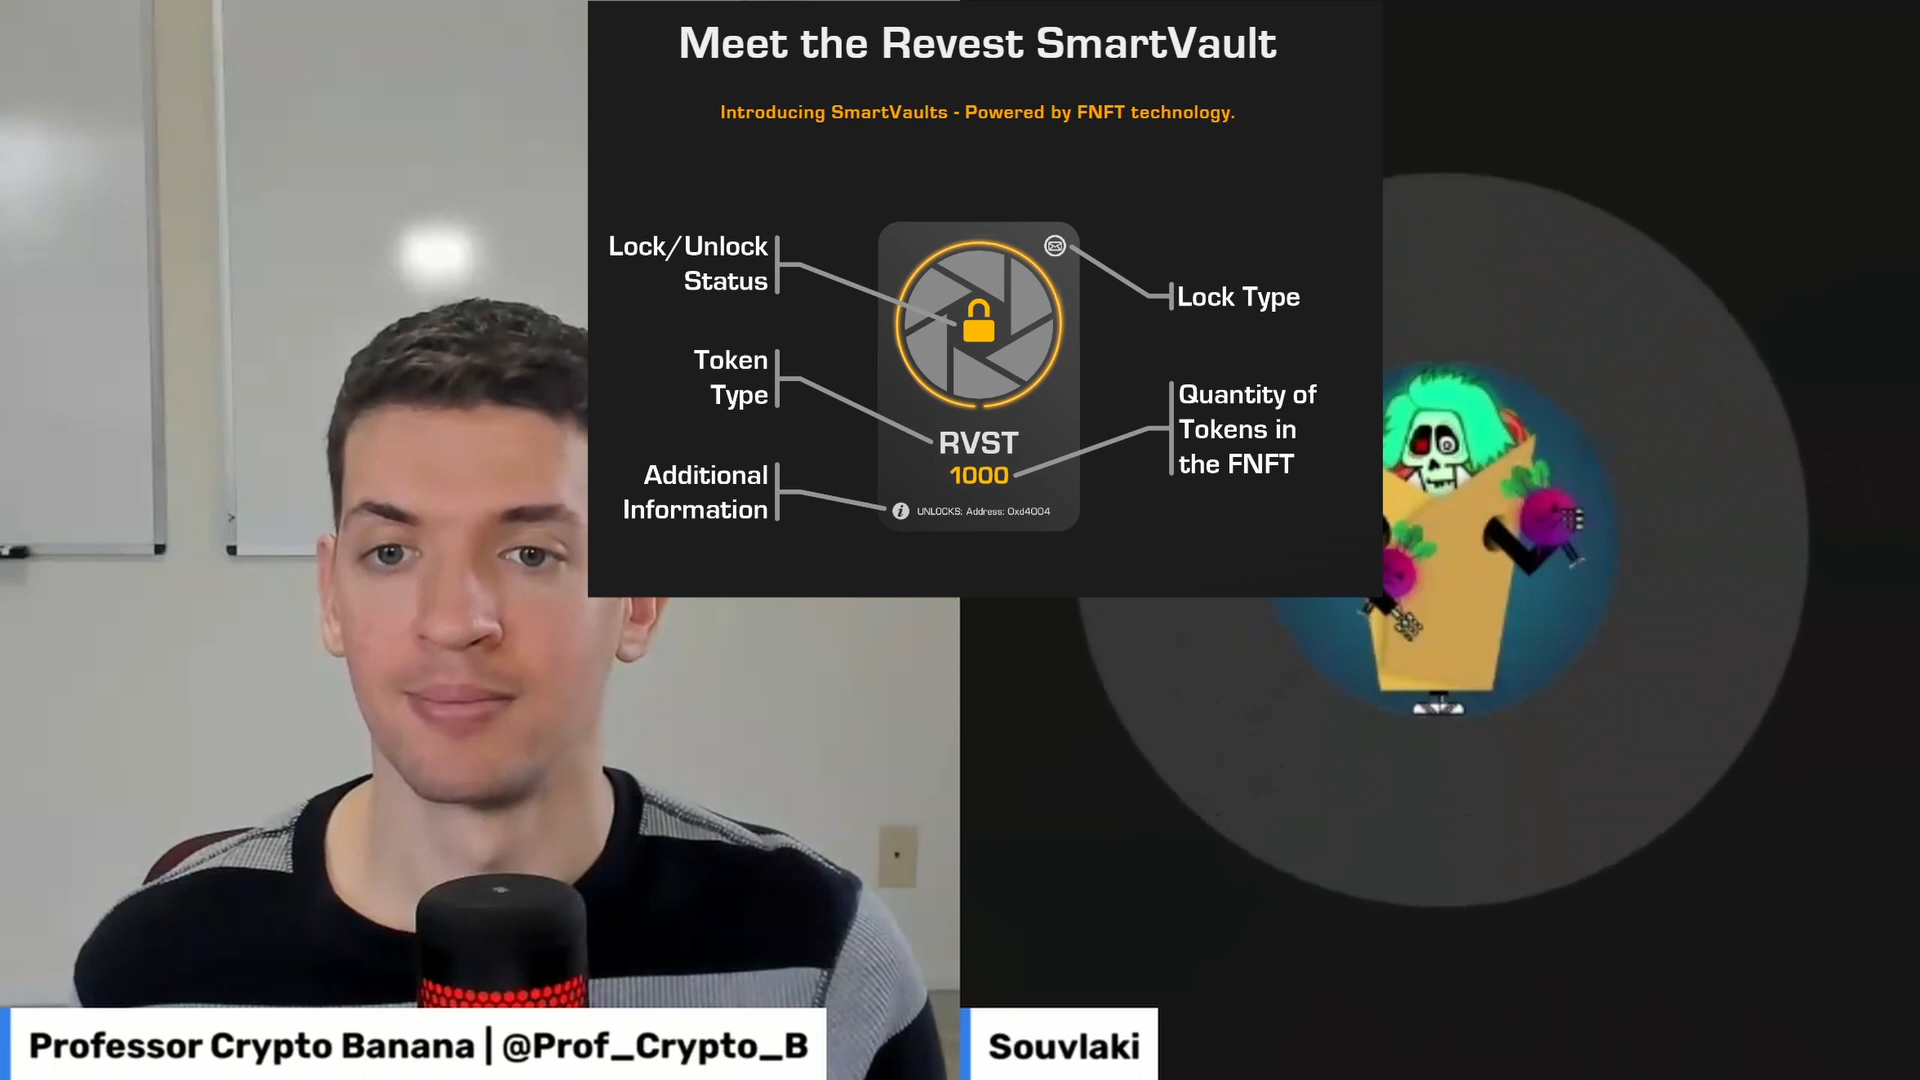 Meet the Revest SmartVault
Introducing SmartVaults - Powered by FNFT technology.
Lock/Unlock
Status
Token
Type
Additional
Information
Lock Type
Quantity of
Tokens in
the FNFT
RVST
1000
UNLOCKS: Address: 0xd4004
Professor Crypto Banana | @Prof_Crypto_B
Souvlaki